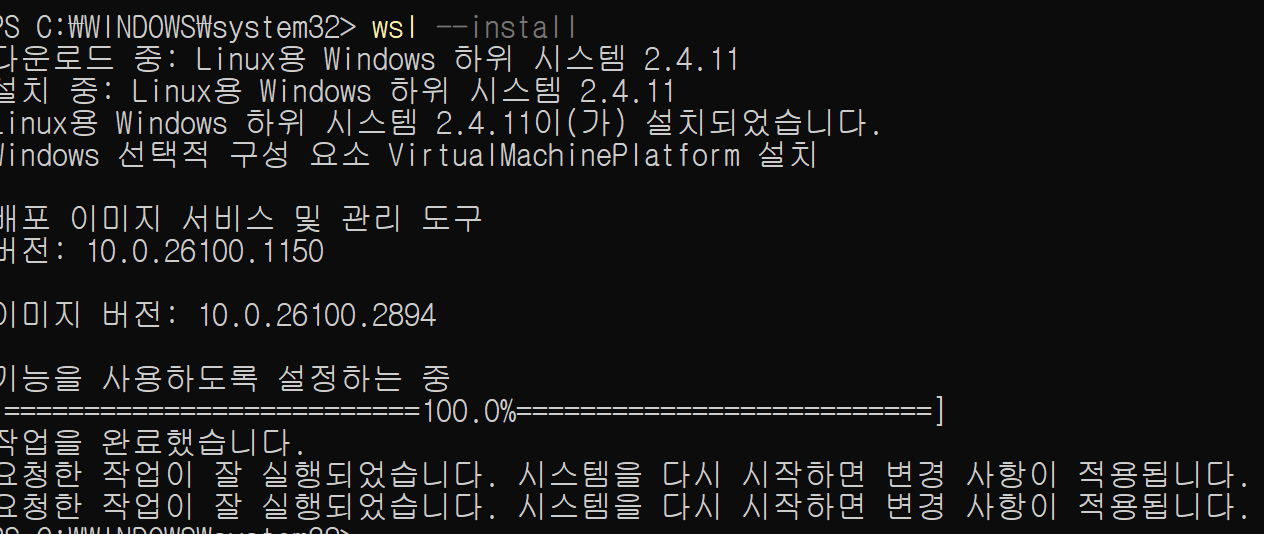 PS C:₩WINDOWS₩system32> wsl --install
다운로드 중: Linux용 Windows 하위 시스템 2.4.11
설치 중: Linux용 Windows 하위 시스템 2.4.11
Linux용 Windows 하위 시스템 2.4.11이(가) 설치되었습니다.
Windows 선택적 구성 요소 VirtualMachinePlatform 설치
배포 이미지 서비스 및 관리 도구
버전: 10.0.26100.1150
이미지 버전: 10.0.26100.2894
기능을 사용하도록 설정하는 중
==========================100.0%==========================]
작업을 완료했습니다.
요청한 작업이 잘 실행되었습니다. 시스템을 다시 시작하면 변경 사항이 적용됩니다.
요청한 작업이 잘 실행되었습니다. 시스템을 다시 시작하면 변경 사항이 적용됩니다.
PS C:₩WINDOWS₩system32>